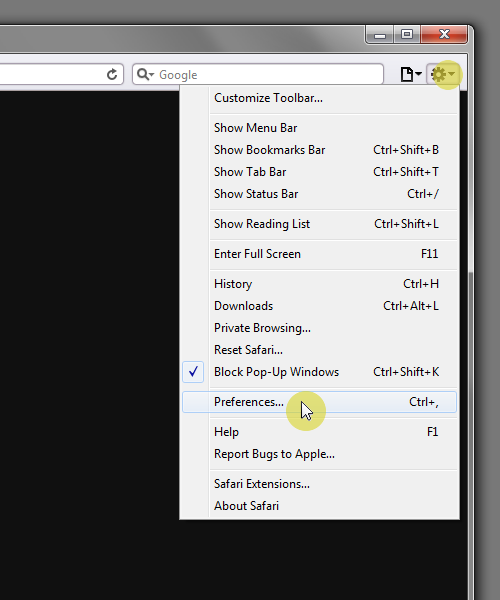 Google
Customize Toolbar...
Show Menu Bar
Show Bookmarks Bar Ctrl+Shift+B
Show Tab Bar Ctrl+Shift+T
Show Status Bar Ctrl+/
Show Reading List Ctrl+Shift+L
Enter Full Screen F11
History Ctrl+H
Downloads Ctrl+Alt+L
Private Browsing...
Reset Safari...
Block Pop-Up Windows Ctrl+Shift+K
Preferences... Ctrl+,
Help F1
Report Bugs to Apple...
Safari Extensions...
About Safari